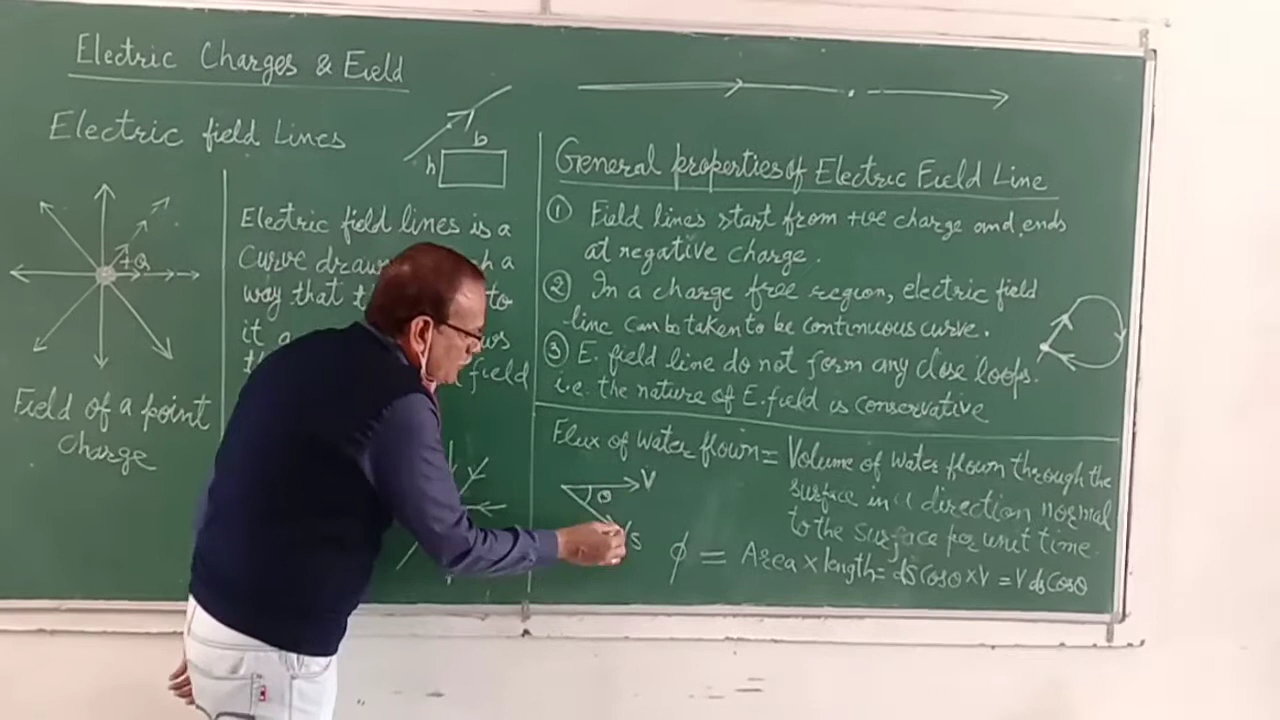 Electric Charges & Field
Electric field Lines
b
h
+Q
Field of a point
charge
Electric field lines is a
Curve draw a
way that to
it
field
General properties of Electric Field Line
① Field lines start from +ve charge and ends
at negative charge.
② In a charge free region, electric field
line can be taken to be continuous curve.
③ E. field line do not form any close loops.
i.e. the nature of E. field is conservative
Flux of water flown = Volume of water flown through the
surface in a direction normal
to the surface per unit time.
V
θ
s
ϕ = Area × length = ds cosθ × V = V ds cosθ